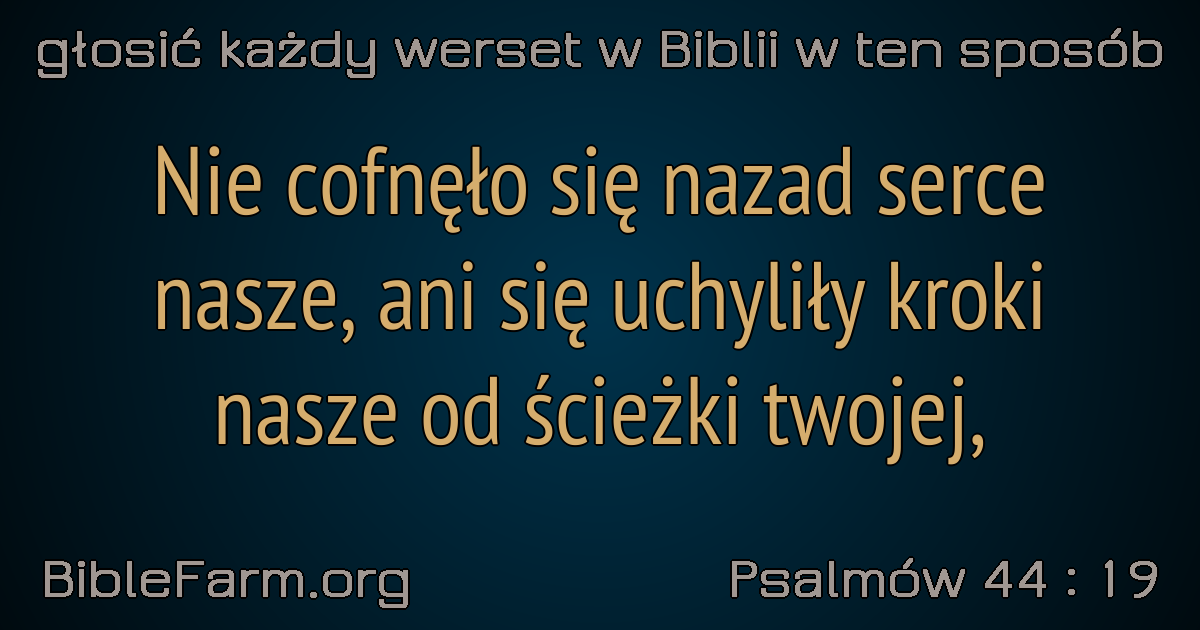 głosić każdy werset w Biblii w ten sposób
Nie cofnęło się nazad serce
nasze, ani się uchyliły kroki
nasze od ścieżki twojej,
BibleFarm.org
Psalmów 44 : 19